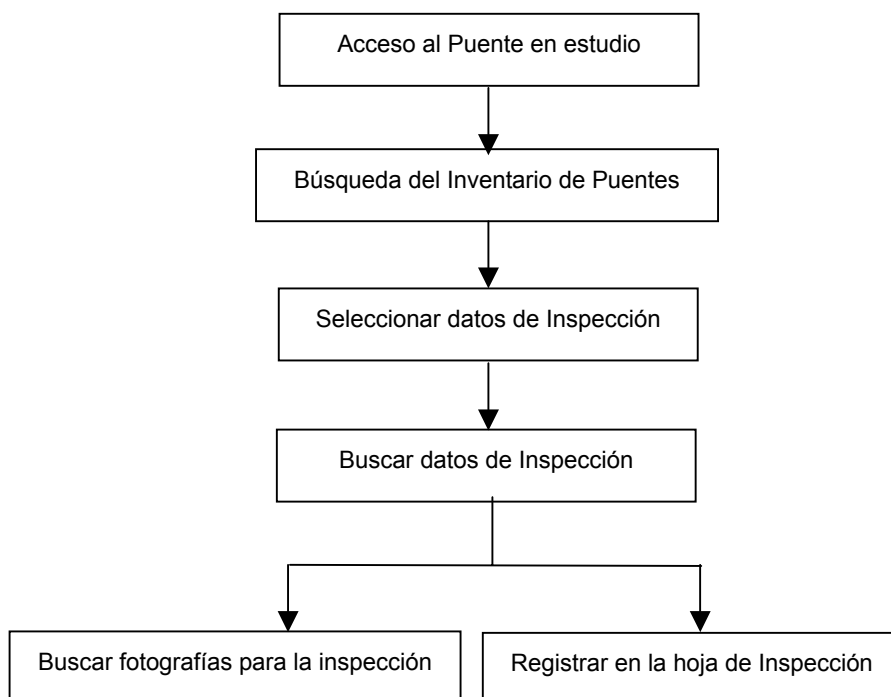 Acceso al Puente en estudio
Búsqueda del Inventario de Puentes
Seleccionar datos de Inspección
Buscar datos de Inspección
Buscar fotografías para la inspección
Registrar en la hoja de Inspección